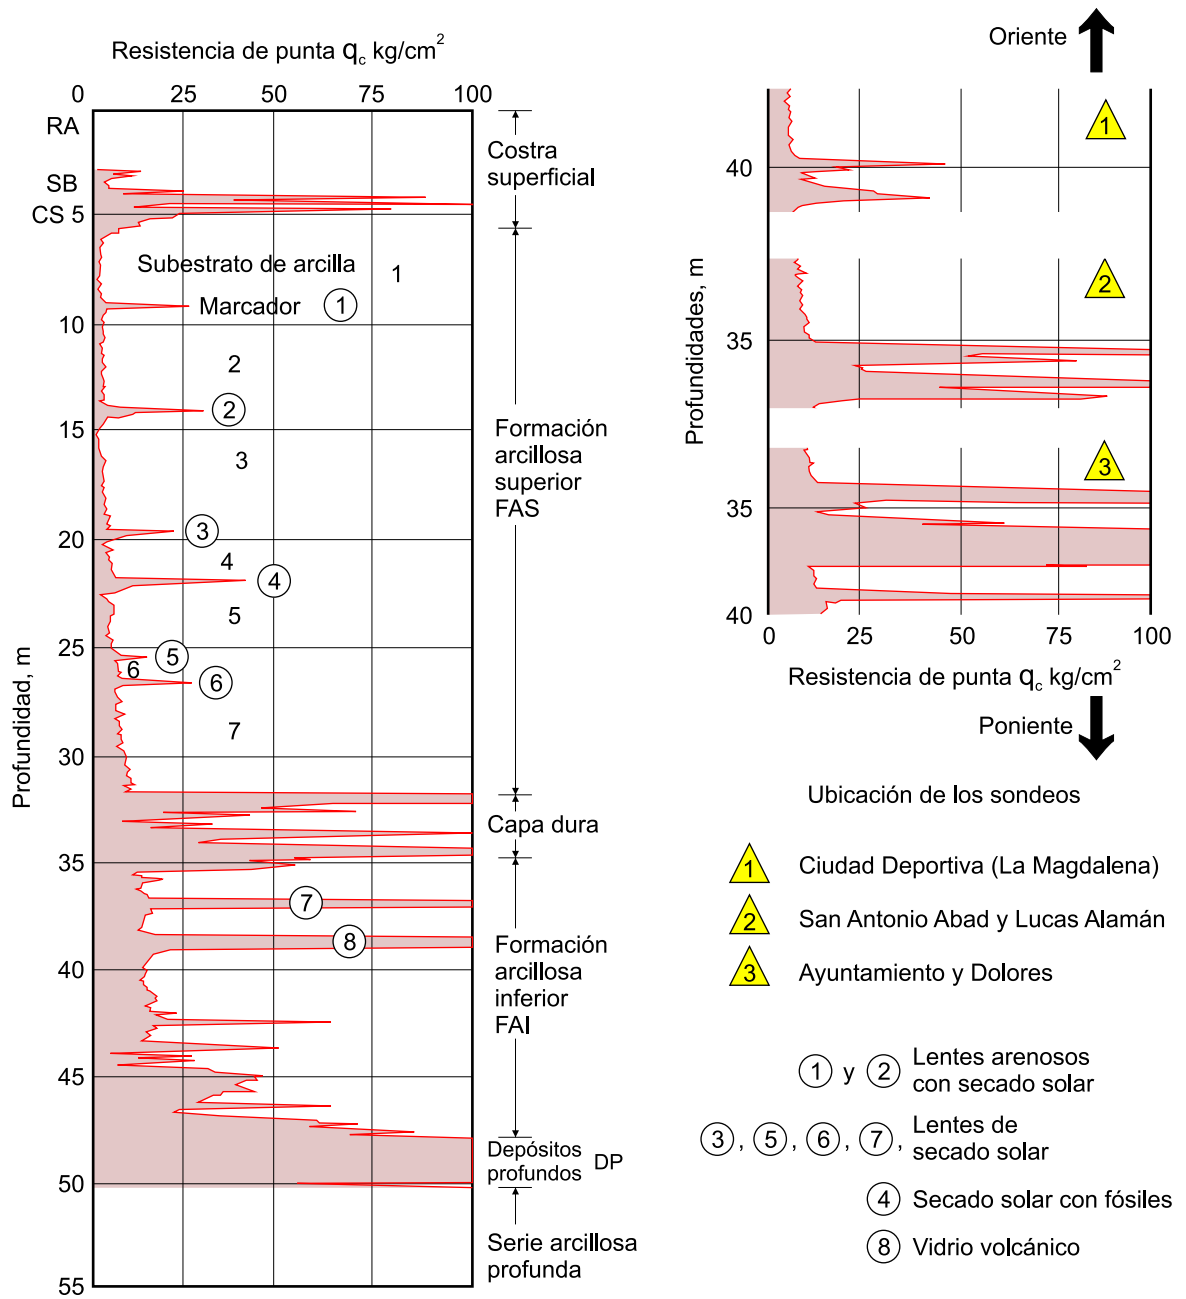 Resistencia de punta qc kg/cm2
0 25 50 75 100
RA
SB
CS 5
10
15
20
25
30
35
40
45
50
55
Profundidad, m
Subestrato de arcilla 1
Marcador 1
2
2
3
3
4
4
5
5
6
6
7
7
8
Costra
superficial
Formación
arcillosa
superior
FAS
Capa dura
Formación
arcillosa
inferior
FAI
Depósitos
profundos DP
Serie arcillosa
profunda
Oriente
1
40
2
35
3
35
40
Profundidades, m
0 25 50 75 100
Resistencia de punta qc kg/cm2
Poniente
Ubicación de los sondeos
1 Ciudad Deportiva (La Magdalena)
2 San Antonio Abad y Lucas Alamán
3 Ayuntamiento y Dolores
1 y 2 Lentes arenosos
con secado solar
3, 5, 6, 7, Lentes de
secado solar
4 Secado solar con fósiles
8 Vidrio volcánico